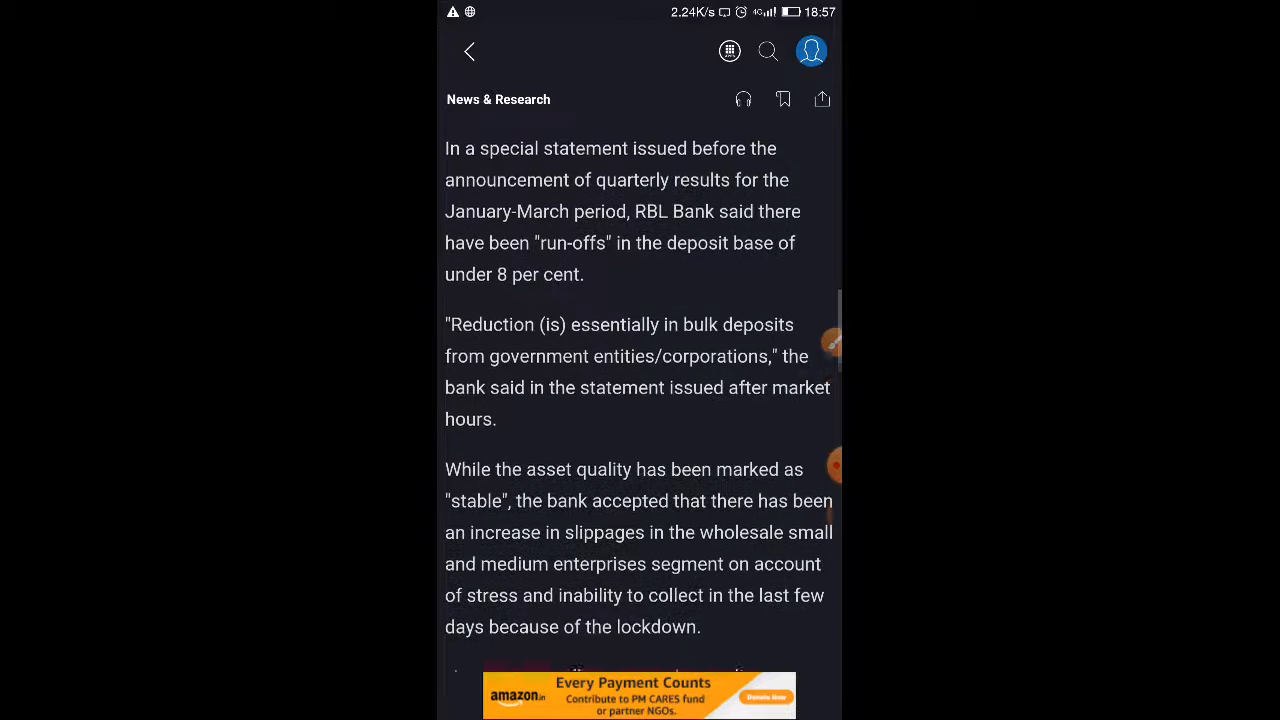 2.24K/s 4G 18:57
News & Research
In a special statement issued before the
announcement of quarterly results for the
January-March period, RBL Bank said there
have been "run-offs" in the deposit base of
under 8 per cent.
"Reduction (is) essentially in bulk deposits
from government entities/corporations," the
bank said in the statement issued after market
hours.
While the asset quality has been marked as
"stable", the bank accepted that there has been
an increase in slippages in the wholesale small
and medium enterprises segment on account
of stress and inability to collect in the last few
days because of the lockdown.
amazon.in
Every Payment Counts
Contribute to PM CARES fund
or partner NGOs.
Donate Now